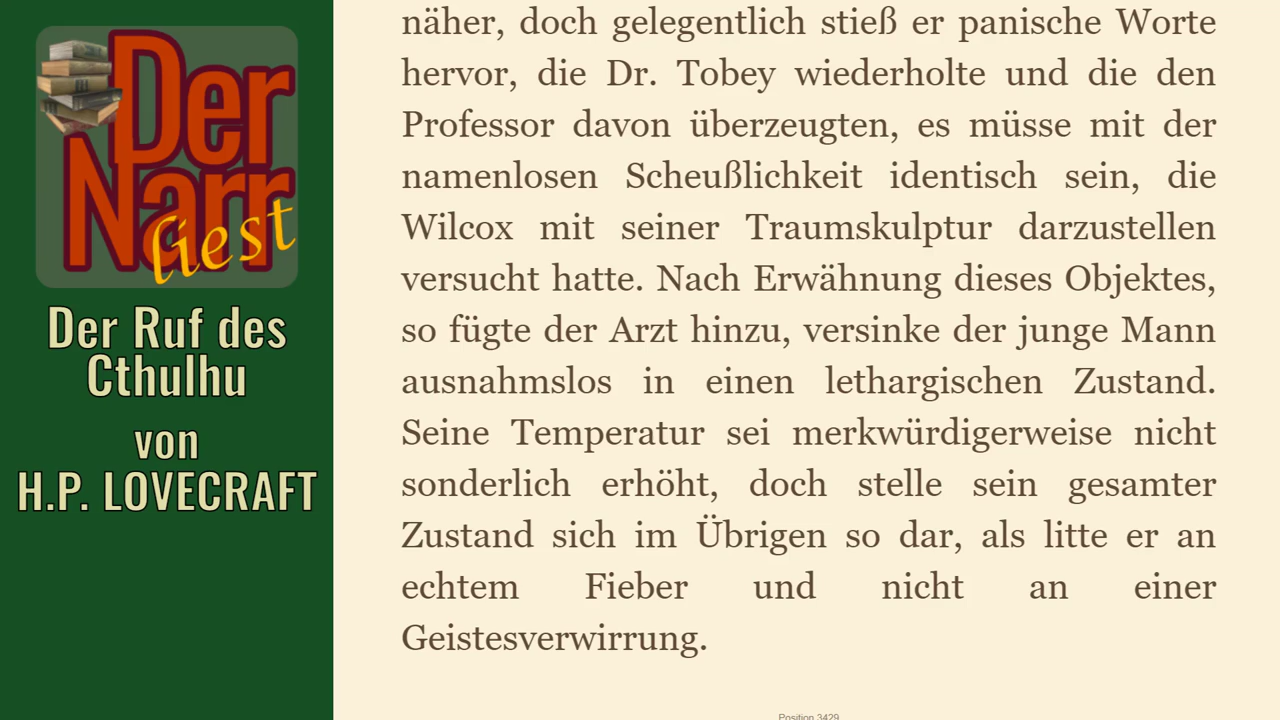 Der
Narr
liest
Der Ruf des
Cthulhu
von
H.P. LOVECRAFT
näher, doch gelegentlich stieß er panische Worte
hervor, die Dr. Tobey wiederholte und die den
Professor davon überzeugten, es müsse mit der
namenlosen Scheußlichkeit identisch sein, die
Wilcox mit seiner Traumskulptur darzustellen
versucht hatte. Nach Erwähnung dieses Objektes,
so fügte der Arzt hinzu, versinke der junge Mann
ausnahmslos in einen lethargischen Zustand.
Seine Temperatur sei merkwürdigerweise nicht
sonderlich erhöht, doch stelle sein gesamter
Zustand sich im Übrigen so dar, als litte er an
echtem Fieber und nicht an einer
Geistesverwirrung.
Position 3429